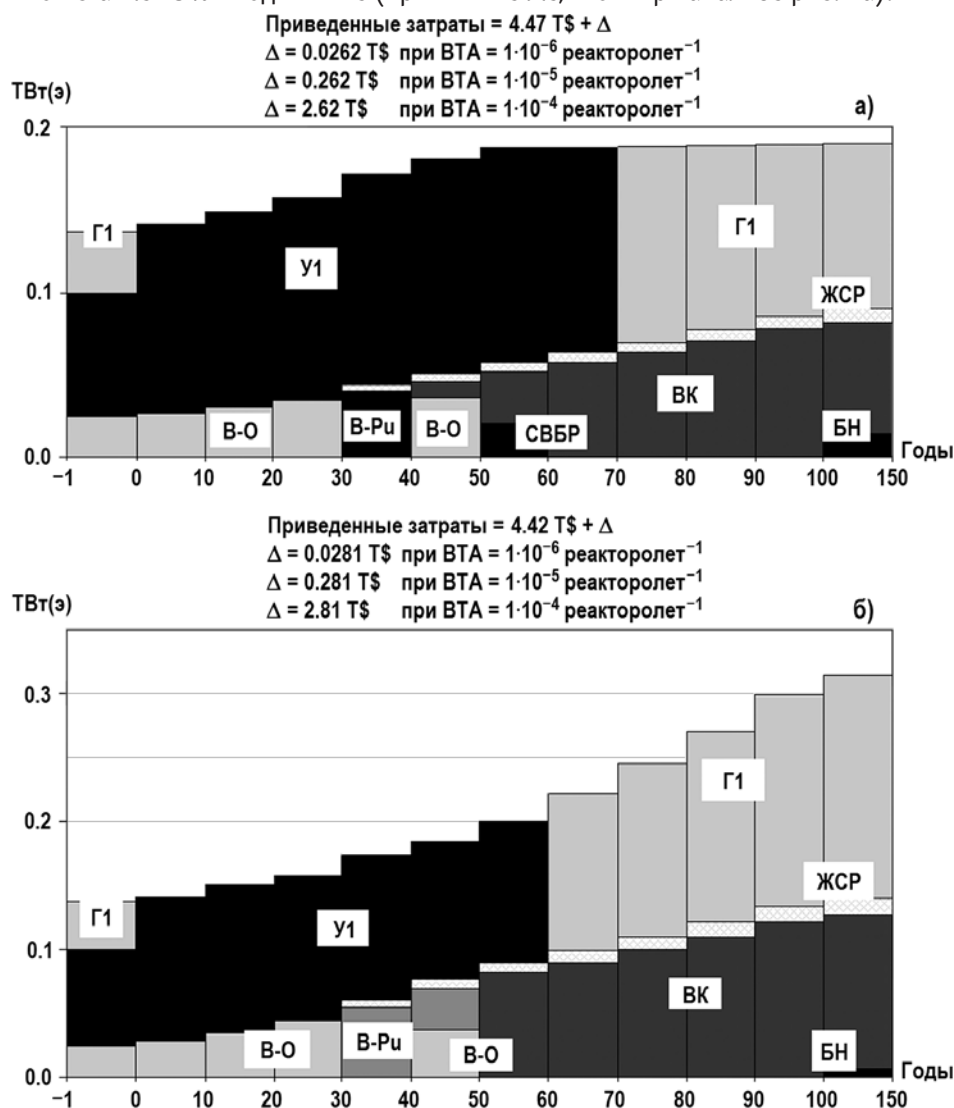 Приведенные затраты = 4.47 T$ + Δ
Δ = 0.0262 T$ при ВТА = 1·10⁻⁶ реакторолет⁻¹
Δ = 0.262 T$ при ВТА = 1·10⁻⁵ реакторолет⁻¹
Δ = 2.62 T$ при ВТА = 1·10⁻⁴ реакторолет⁻¹
ТВт(э)
а)
0.2
Г1
У1
Г1
0.1
ЖСР
ВК
В-О
В-Pu
В-О
СВБР
БН
0.0
Годы
−1 0 10 20 30 40 50 60 70 80 90 100 150
Приведенные затраты = 4.42 T$ + Δ
Δ = 0.0281 T$ при ВТА = 1·10⁻⁶ реакторолет⁻¹
Δ = 0.281 T$ при ВТА = 1·10⁻⁵ реакторолет⁻¹
Δ = 2.81 T$ при ВТА = 1·10⁻⁴ реакторолет⁻¹
ТВт(э)
б)
0.3
Г1
0.2
ЖСР
Г1
У1
0.1
ВК
В-О
В-Pu
В-О
БН
0.0
Годы
−1 0 10 20 30 40 50 60 70 80 90 100 150